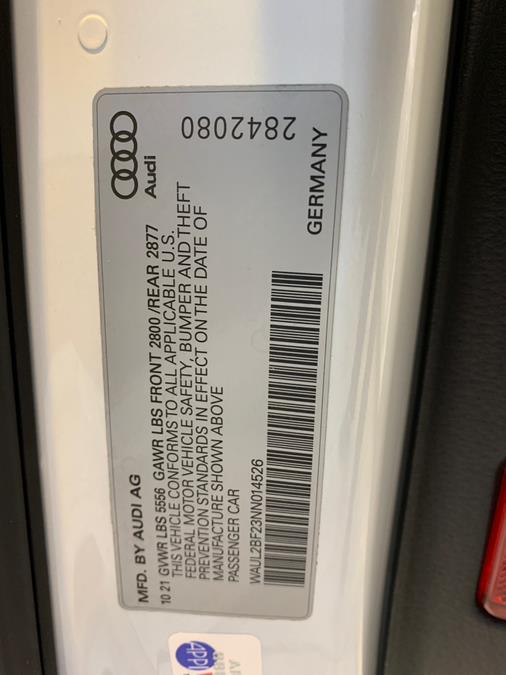 MFD. BY AUDI AG
10 21 GVWR LBS 5556 GAWR LBS FRONT 2800/REAR 2877
THIS VEHICLE CONFORMS TO ALL APPLICABLE U.S.
FEDERAL MOTOR VEHICLE SAFETY, BUMPER AND THEFT
PREVENTION STANDARDS IN EFFECT ON THE DATE OF
MANUFACTURE SHOWN ABOVE
PASSENGER CAR
WAUL2BF23NN014526
Audi
2842080
GERMANY